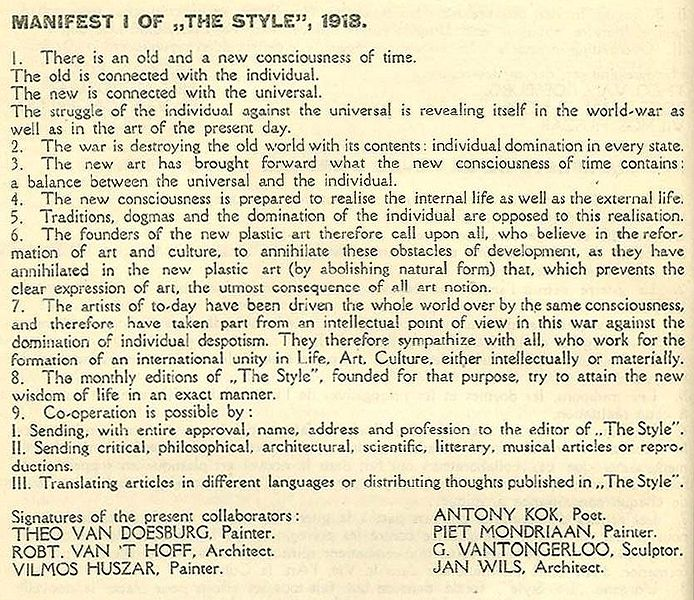 MANIFEST I OF „THE STYLE”, 1918.
1. There is an old and a new consciousness of time.
The old is connected with the individual.
The new is connected with the universal.
The struggle of the individual against the universal is revealing itself in the world-war as
well as in the art of the present day.
2. The war is destroying the old world with its contents: individual domination in every state.
3. The new art has brought forward what the new consciousness of time contains:
a balance between the universal and the individual.
4. The new consciousness is prepared to realise the internal life as well as the external life.
5. Traditions, dogmas and the domination of the individual are opposed to this realisation.
6. The founders of the new plastic art therefore call upon all, who believe in the refor-
mation of art and culture, to annihilate these obstacles of development, as they have
annihilated in the new plastic art (by abolishing natural form) that, which prevents the
clear expression of art, the utmost consequence of all art notion.
7. The artists of to-day have been driven the whole world over by the same consciousness,
and therefore have taken part from an intellectual point of view in this war against the
domination of individual despotism. They therefore sympathize with all, who work for the
formation of an international unity in Life, Art, Culture, either intellectually or materially.
8. The monthly editions of „The Style”, founded for that purpose, try to attain the new
wisdom of life in an exact manner.
9. Co-operation is possible by:
I. Sending, with entire approval, name, address and profession to the editor of „The Style”.
II. Sending critical, philosophical, architectural, scientific, litterary, musical articles or repro-
ductions.
III. Translating articles in different languages or distributing thoughts published in „The Style”.
Signatures of the present collaborators:
THEO VAN DOESBURG, Painter.
ROBT. VAN 'T HOFF, Architect.
VILMOS HUSZAR, Painter.
ANTONY KOK, Poet.
PIET MONDRIAAN, Painter.
G. VANTONGERLOO, Sculptor.
JAN WILS, Architect.